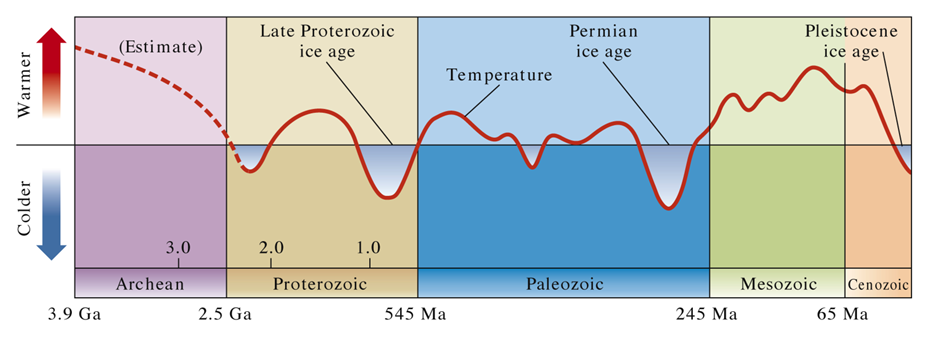 Warmer
Colder
(Estimate)
Late Proterozoic
ice age
Temperature
Permian
ice age
Pleistocene
ice age
3.0
2.0
1.0
Archean
Proterozoic
Paleozoic
Mesozoic
Cenozoic
3.9 Ga
2.5 Ga
545 Ma
245 Ma
65 Ma